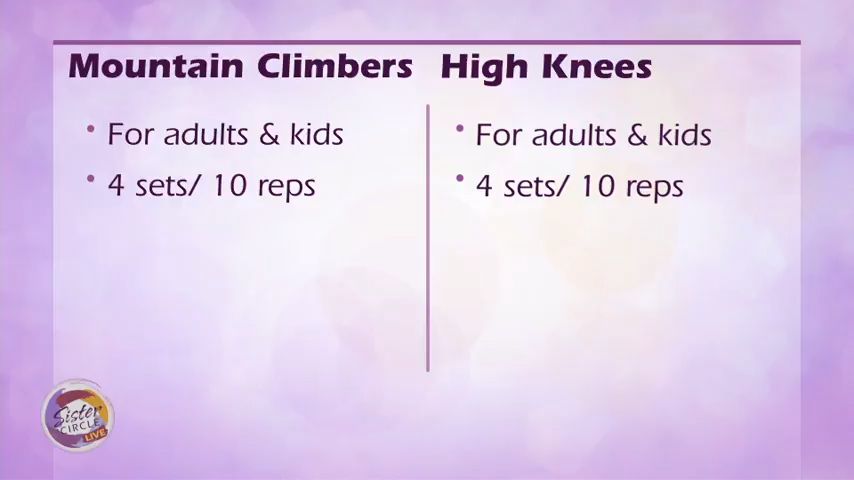 Mountain Climbers
• For adults & kids
• 4 sets/ 10 reps
High Knees
• For adults & kids
• 4 sets/ 10 reps
Sister
CIRCLE
LIVE